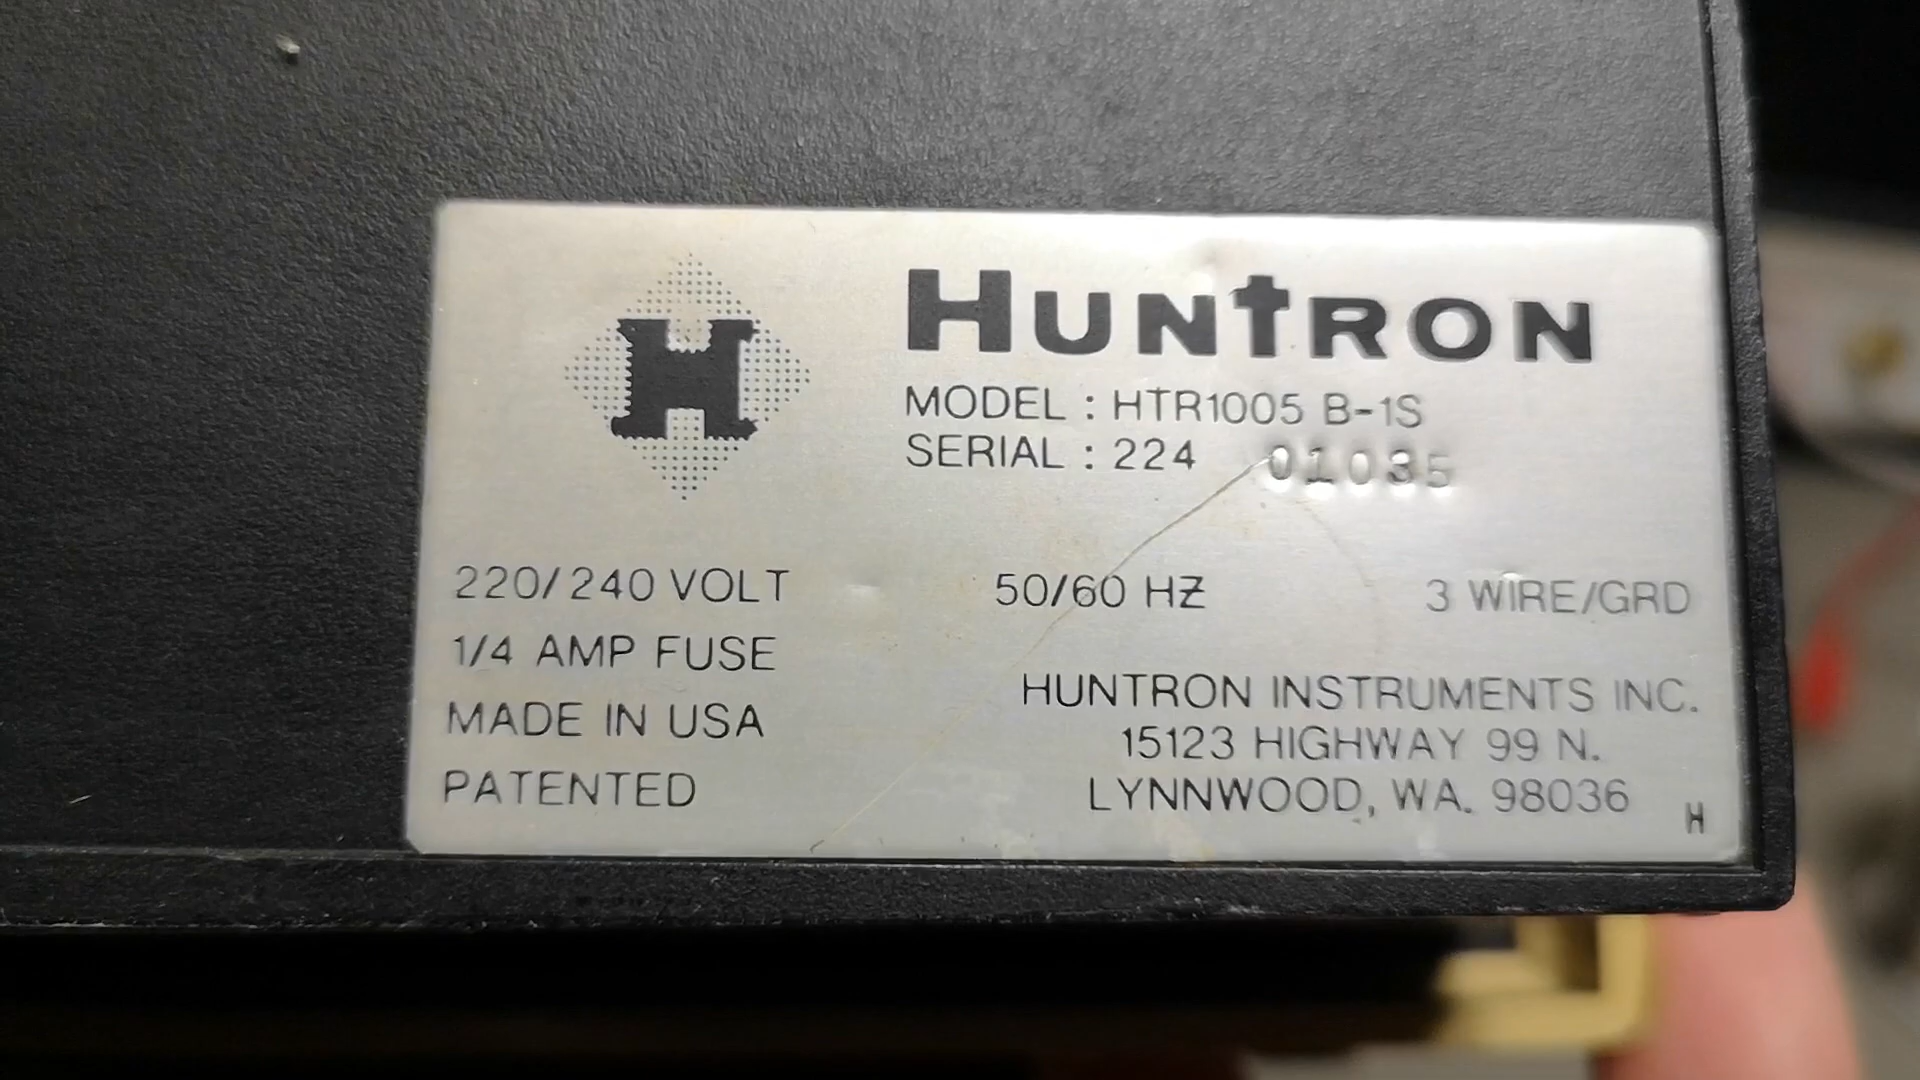 H
HUNTRON
MODEL : HTR1005 B-1S
SERIAL : 224 01035
220/240 VOLT 50/60 HZ 3 WIRE/GRD
1/4 AMP FUSE
MADE IN USA
PATENTED
HUNTRON INSTRUMENTS INC.
15123 HIGHWAY 99 N.
LYNNWOOD, WA. 98036
H